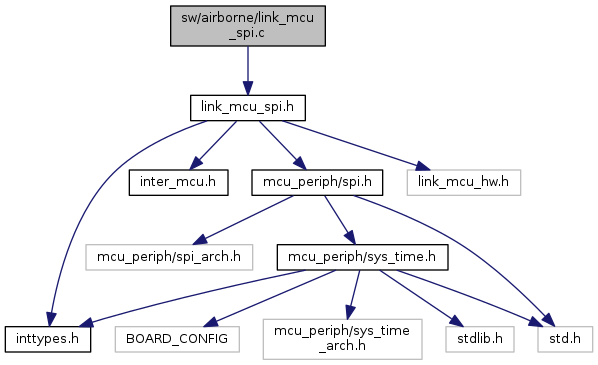 sw/airborne/link_mcu
_spi.c
link_mcu_spi.h
inter_mcu.h
mcu_periph/spi.h
link_mcu_hw.h
mcu_periph/spi_arch.h
mcu_periph/sys_time.h
inttypes.h
BOARD_CONFIG
mcu_periph/sys_time
_arch.h
stdlib.h
std.h